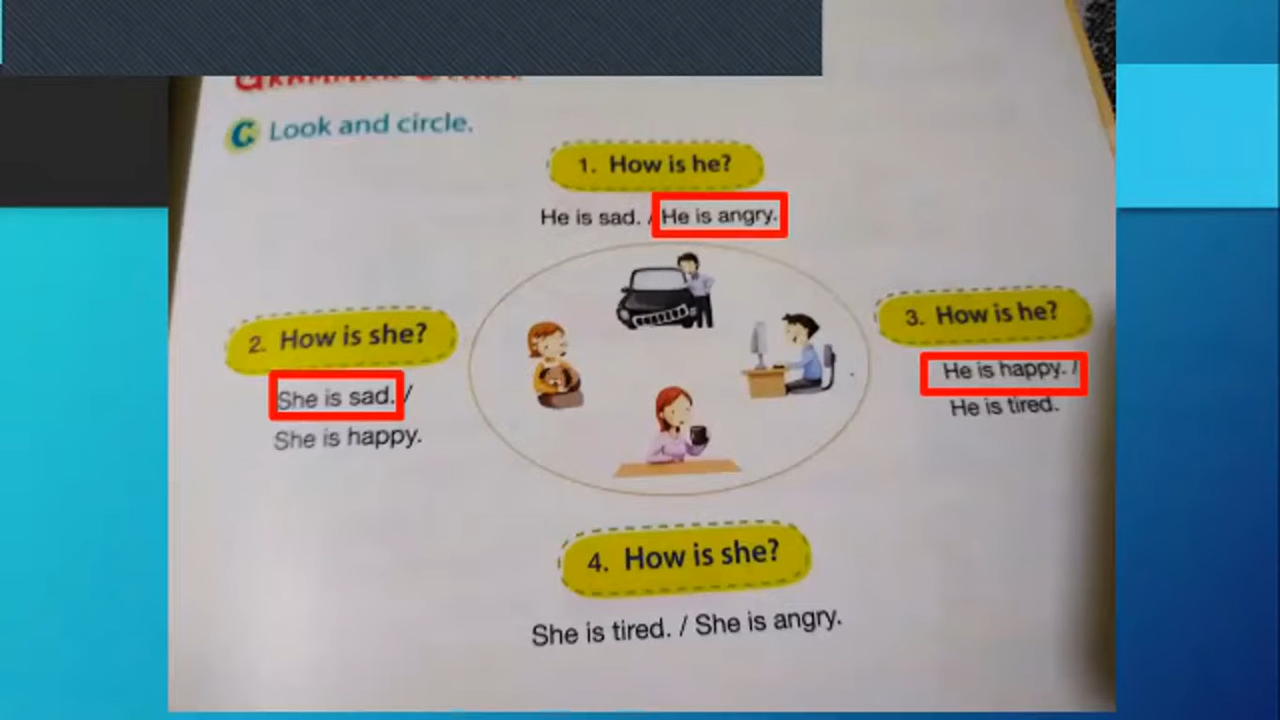 C Look and circle.
1. How is he?
He is sad. / He is angry.
2. How is she?
She is sad. /
She is happy.
3. How is he?
He is happy. /
He is tired.
4. How is she?
She is tired. / She is angry.